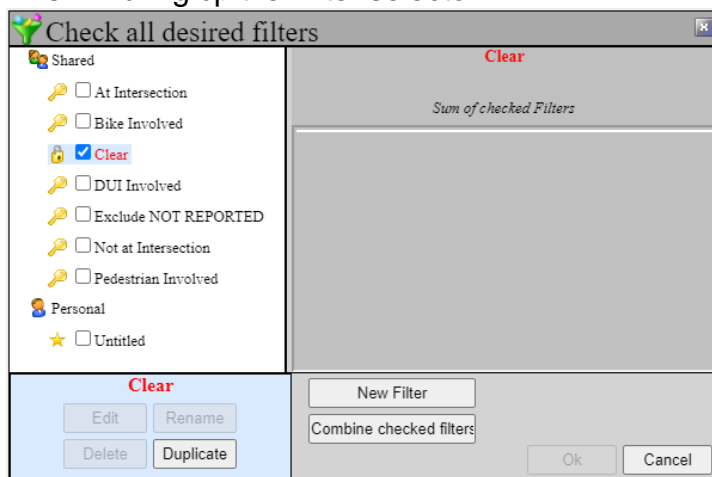 Check all desired filters
Shared
At Intersection
Bike Involved
Clear
DUI Involved
Exclude NOT REPORTED
Not at Intersection
Pedestrian Involved
Personal
Untitled
Clear
Sum of checked Filters
Clear
Edit
Rename
Delete
Duplicate
New Filter
Combine checked filters
Ok
Cancel